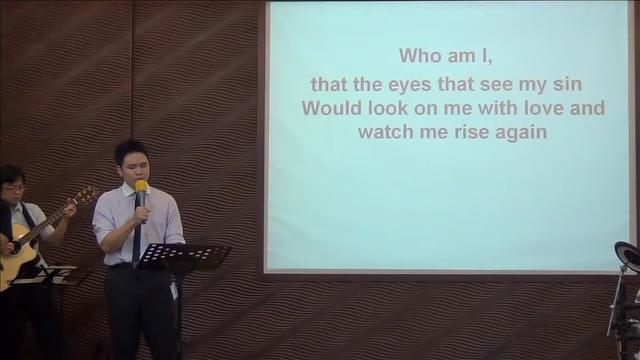 Who am I,
that the eyes that see my sin
Would look on me with love and
watch me rise again